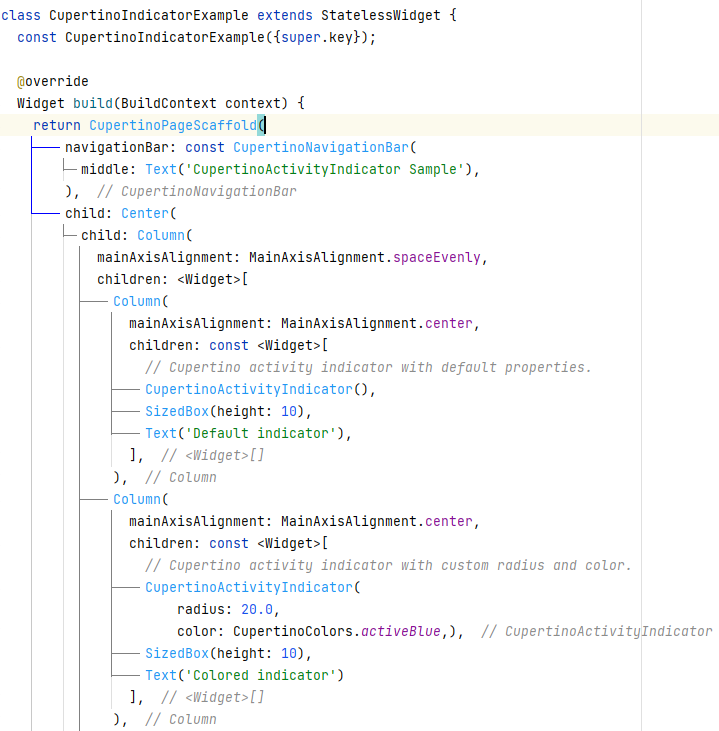 class CupertinoIndicatorExample extends StatelessWidget {
  const CupertinoIndicatorExample({super.key});

  @override
  Widget build(BuildContext context) {
    return CupertinoPageScaffold(
        navigationBar: const CupertinoNavigationBar(
          middle: Text('CupertinoActivityIndicator Sample'),
        ),  // CupertinoNavigationBar
        child: Center(
          child: Column(
            mainAxisAlignment: MainAxisAlignment.spaceEvenly,
            children: <Widget>[
              Column(
                mainAxisAlignment: MainAxisAlignment.center,
                children: const <Widget>[
                  // Cupertino activity indicator with default properties.
                  CupertinoActivityIndicator(),
                  SizedBox(height: 10),
                  Text('Default indicator'),
                ],  // <Widget>[]
              ),  // Column
              Column(
                mainAxisAlignment: MainAxisAlignment.center,
                children: const <Widget>[
                  // Cupertino activity indicator with custom radius and color.
                  CupertinoActivityIndicator(
                      radius: 20.0,
                      color: CupertinoColors.activeBlue,),  // CupertinoActivityIndicator
                  SizedBox(height: 10),
                  Text('Colored indicator')
                ],  // <Widget>[]
              ),  // Column